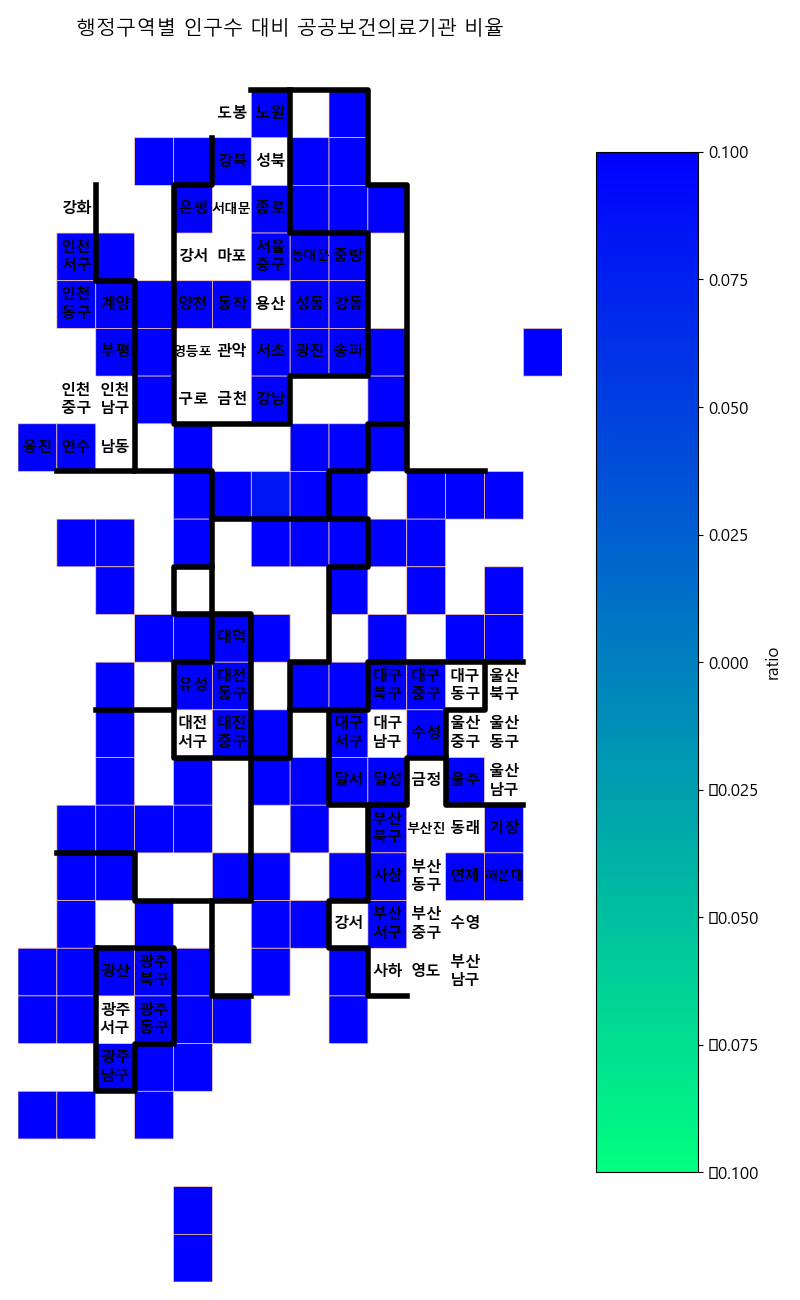 행정구역별 인구수 대비 공공보건의료기관 비율
도봉 노원
강북 성북
강화 은평 서대문 종로
인천
서구
강서 마포
서울
중구
동대문 중랑
인천
동구
계양 양천 동작 용산 성동 강동
부평 영등포 관악 서초 광진 송파
인천
중구
인천
남구
구로 금천 강남
옹진 연수 남동
대덕
유성
대전
동구
대구
북구
대구
중구
대구
동구
울산
북구
대전
서구
대전
중구
대구
서구
대구
남구
수성
울산
중구
울산
동구
달서 달성 금정 울주
울산
남구
부산
북구
부산진 동래 기장
사상
부산
동구
연제 해운대
강서
부산
서구
부산
중구
수영
광산
광주
북구
사하 영도
부산
남구
광주
서구
광주
동구
광주
남구
0.100
0.075
0.050
0.025
0.000
▯0.025
▯0.050
▯0.075
▯0.100
ratio